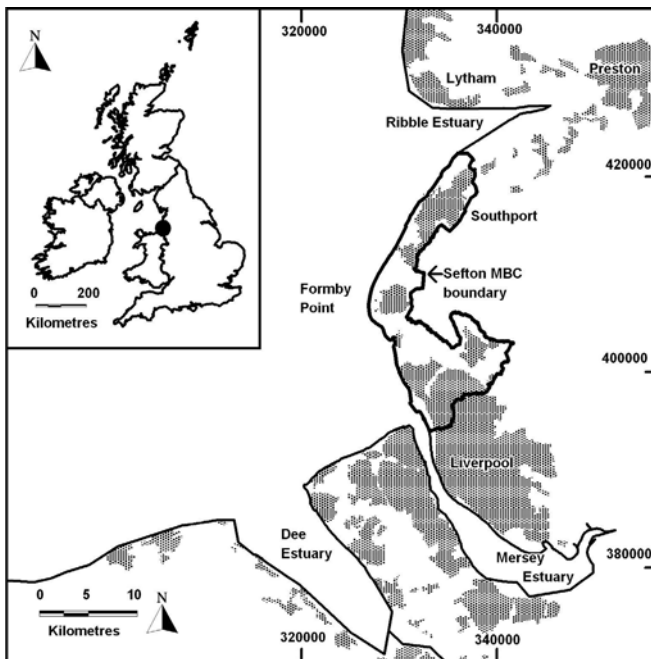 N
0 200
Kilometres
320000
340000
Lytham
Preston
Ribble Estuary
420000
Southport
Sefton MBC
boundary
Formby
Point
400000
Liverpool
Dee
Estuary
Mersey
Estuary
380000
0 5 10
Kilometres
N
320000
340000